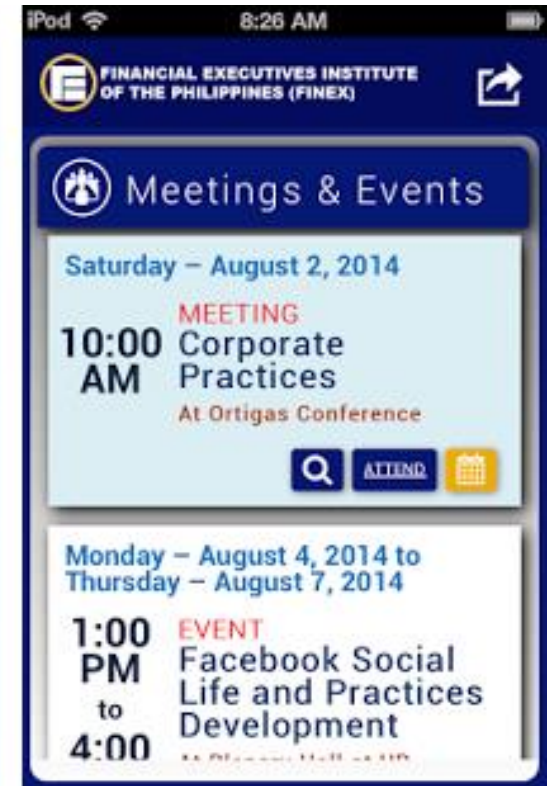 iPod 8:26 AM
FINANCIAL EXECUTIVES INSTITUTE
OF THE PHILIPPINES (FINEX)
Meetings & Events
Saturday – August 2, 2014
10:00
AM
MEETING
Corporate
Practices
At Ortigas Conference
ATTEND
Monday – August 4, 2014 to
Thursday – August 7, 2014
1:00
PM
to
4:00
EVENT
Facebook Social
Life and Practices
Development